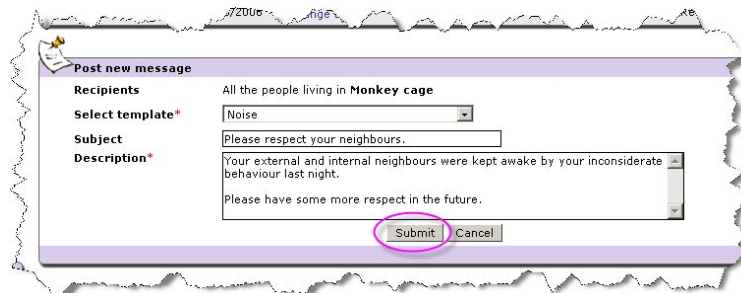 Post new message
Recipients All the people living in Monkey cage
Select template* Noise
Subject Please respect your neighbours.
Description* Your external and internal neighbours were kept awake by your inconsiderate
behaviour last night.
Please have some more respect in the future.
Submit Cancel